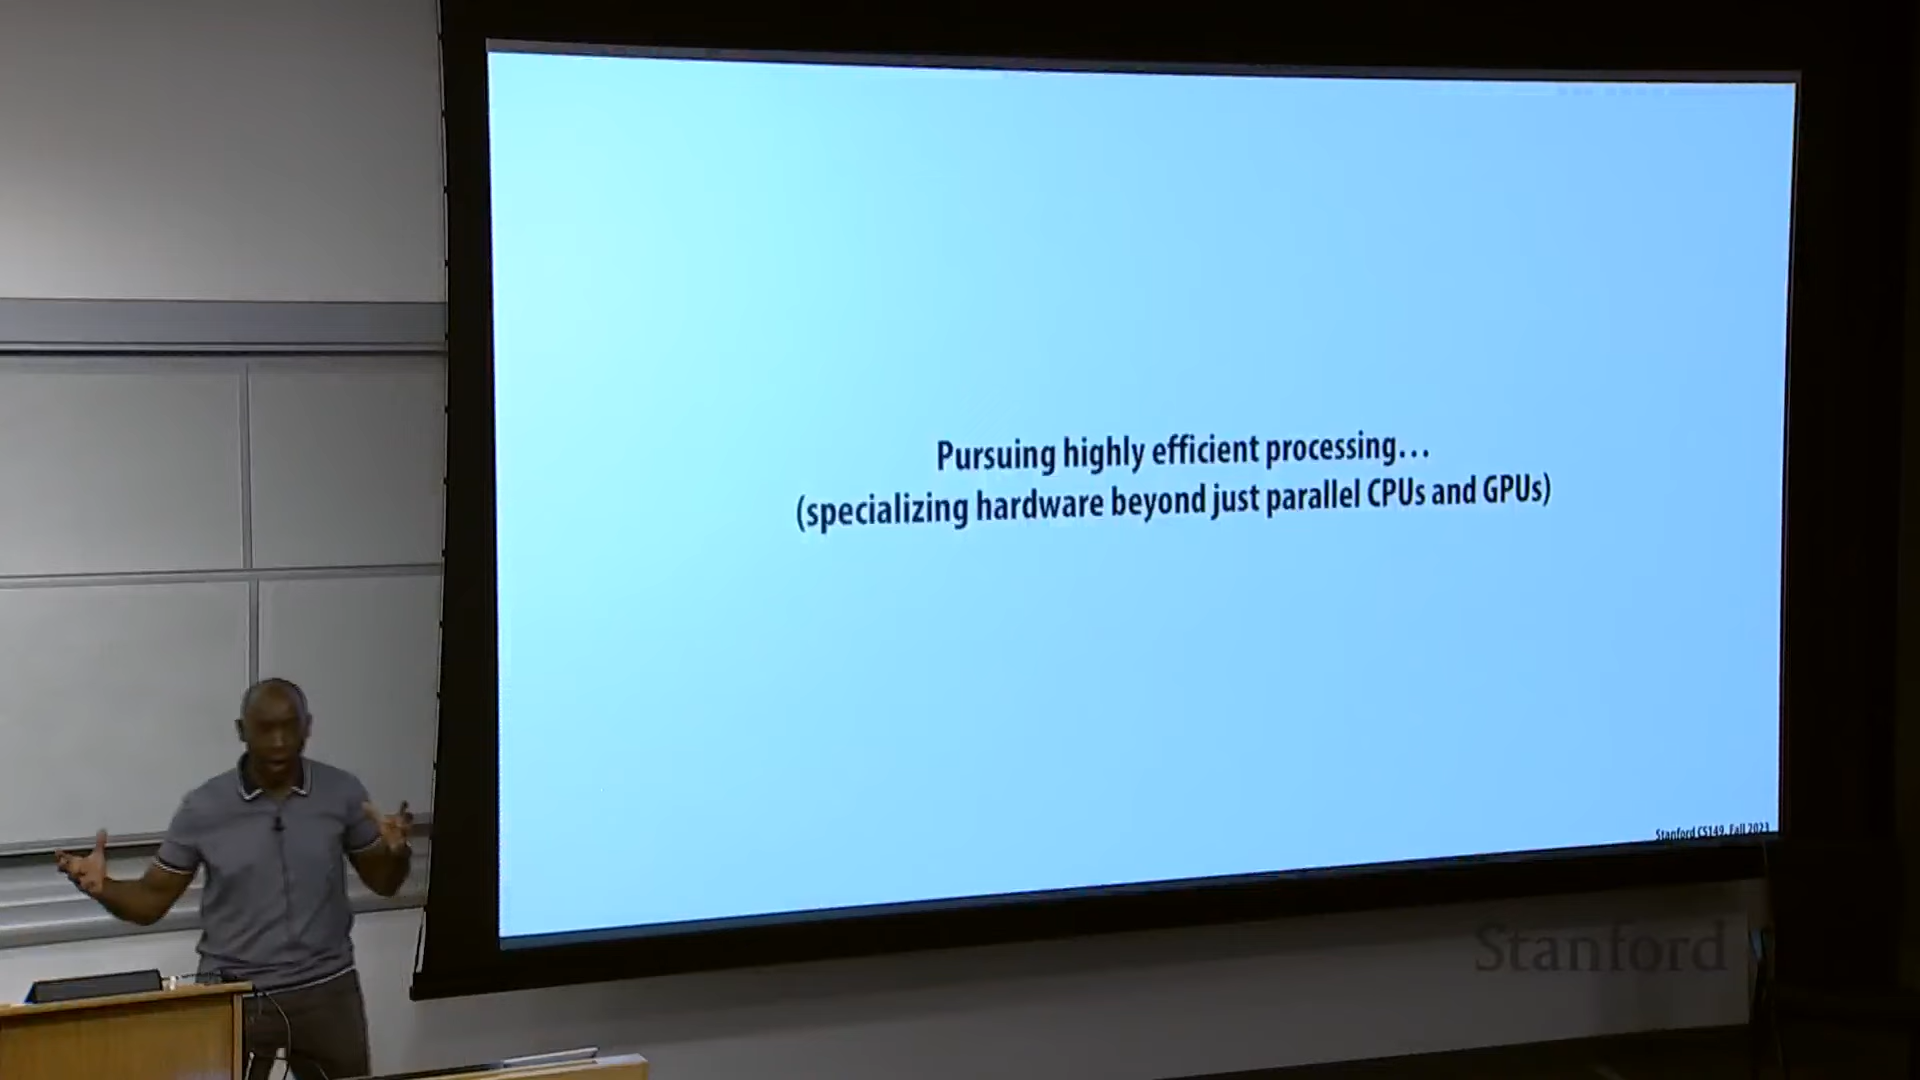 Pursuing highly efficient processing…
(specializing hardware beyond just parallel CPUs and GPUs)
Stanford CS149, Fall 2023
Stanford